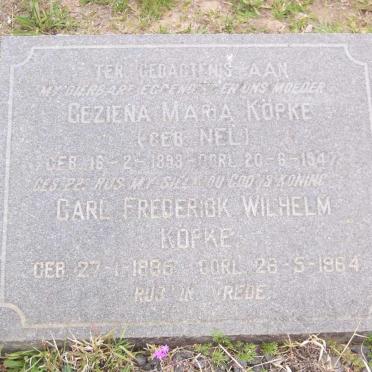 TER GEDAGTENIS AAN
MY DIERBARE EGGENOOT EN ONS MOEDER
GEZIENA MARIA KÖPKE
(GEB. NEL)
GEB. 16-2-1893 OORL. 20-6-1947
GES. 22. RUS MY SIEL, JOU GOD IS KONING
CARL FREDERICK WILHELM
KÖPKE
GEB. 27-1-1886 OORL. 28-5-1964
RUS IN VREDE